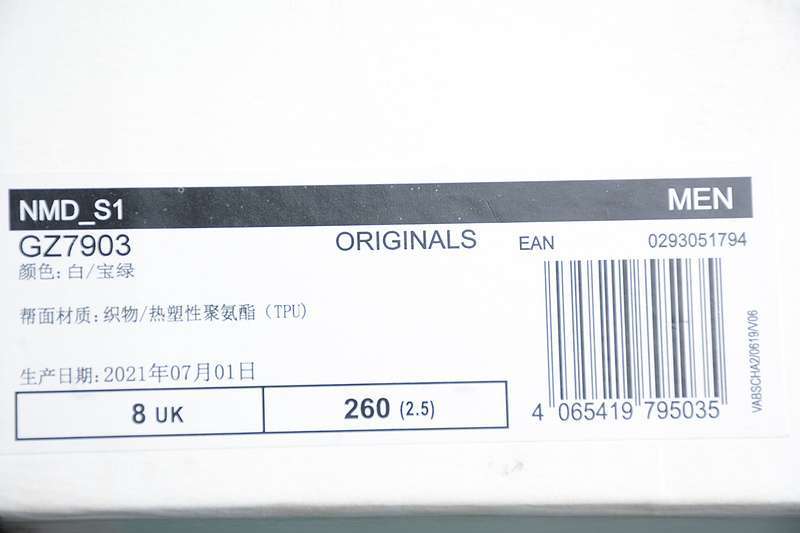 NMD_S1 MEN
GZ7903 ORIGINALS EAN 0293051794
颜色: 白/宝绿
帮面材质: 织物/热塑性聚氨酯 (TPU)
生产日期: 2021年07月01日
8 UK 260 (2.5)
4 065419 795035
VABSCHA2/0619/V06